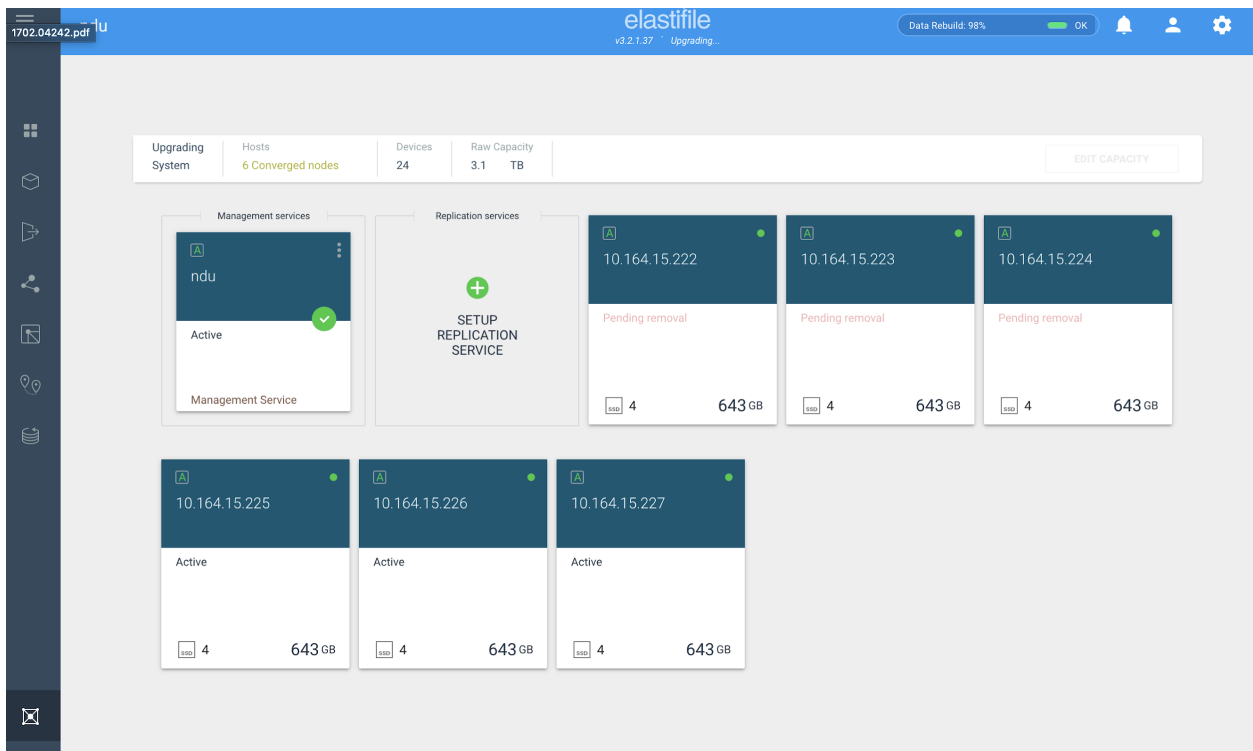 1702.04242.pdf
ndu
elastifile
v3.2.1.37 Upgrading...
Data Rebuild: 98% OK
Upgrading System
Hosts
6 Converged nodes
Devices
24
Raw Capacity
3.1 TB
EDIT CAPACITY
Management services
A
ndu
Active
Management Service
Replication services
SETUP
REPLICATION
SERVICE
A
10.164.15.222
Pending removal
SSD 4 643 GB
A
10.164.15.223
Pending removal
SSD 4 643 GB
A
10.164.15.224
Pending removal
SSD 4 643 GB
A
10.164.15.225
Active
SSD 4 643 GB
A
10.164.15.226
Active
SSD 4 643 GB
A
10.164.15.227
Active
SSD 4 643 GB